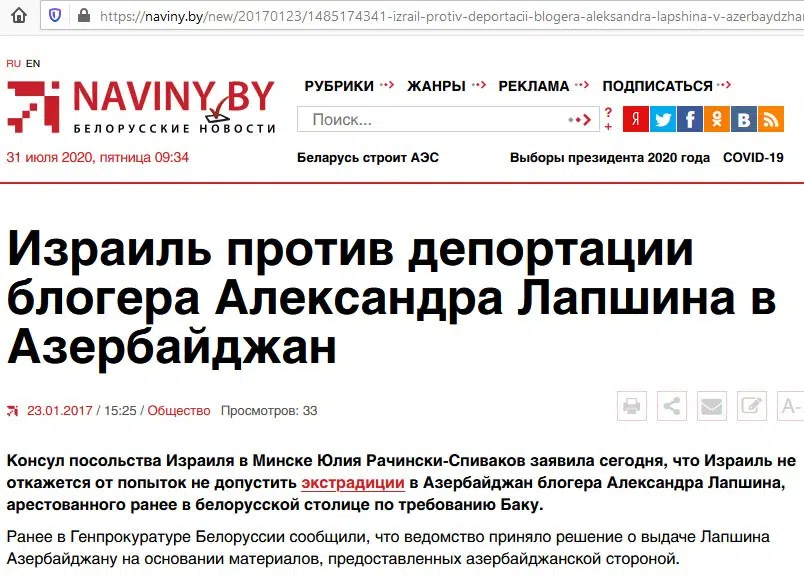 https://naviny.by/new/20170123/1485174341-izrail-protiv-deportacii-blogera-aleksandra-lapshina-v-azerbaydzhan
RU EN
NAVINY.BY
БЕЛОРУССКИЕ НОВОСТИ
РУБРИКИ ЖАНРЫ РЕКЛАМА ПОДПИСАТЬСЯ
Поиск...
? +
Я f B
31 июля 2020, пятница 09:34
Беларусь строит АЭС Выборы президента 2020 года COVID-19
Израиль против депортации
блогера Александра Лапшина в
Азербайджан
23.01.2017 / 15:25 / Общество Просмотров: 33
A-
Консул посольства Израиля в Минске Юлия Рачински-Спиваков заявила сегодня, что Израиль не
откажется от попыток не допустить экстрадиции в Азербайджан блогера Александра Лапшина,
арестованного ранее в белорусской столице по требованию Баку.
Ранее в Генпрокуратуре Белоруссии сообщили, что ведомство приняло решение о выдаче Лапшина
Азербайджану на основании материалов, предоставленных азербайджанской стороной.